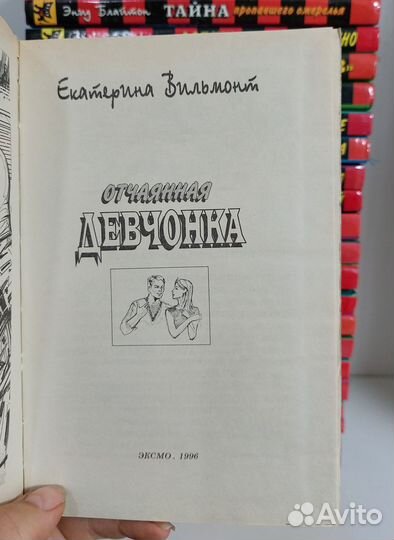 Энид Блайтон ТАЙНА пропавшего ожерелья
Екатерина Вильмонт
ОТЧАЯННАЯ
ДЕВЧОНКА
ЭКСМО. 1996
Avito